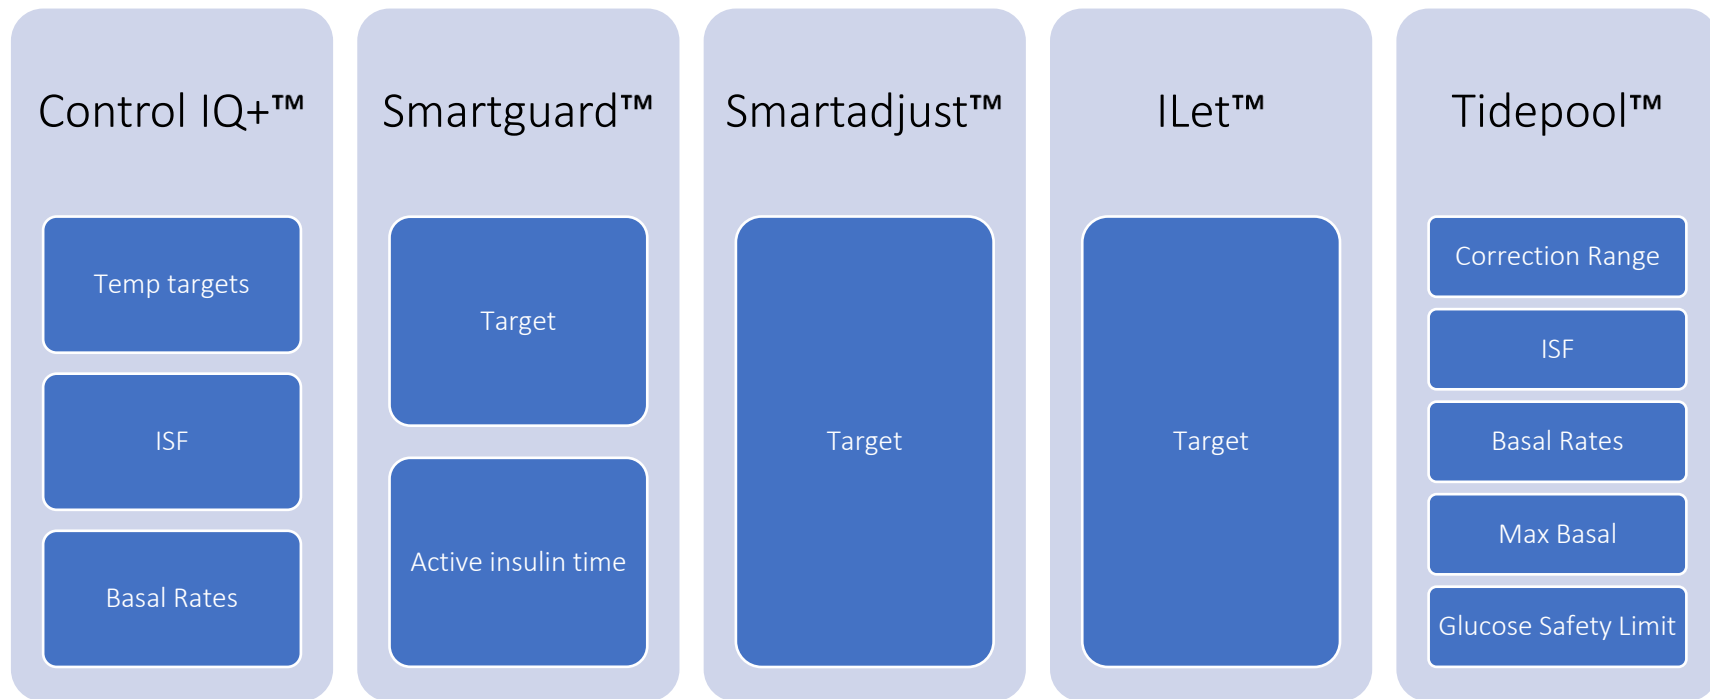 Control IQ+™
Temp targets
ISF
Basal Rates
Smartguard™
Target
Active insulin time
Smartadjust™
Target
ILet™
Target
Tidepool™
Correction Range
ISF
Basal Rates
Max Basal
Glucose Safety Limit